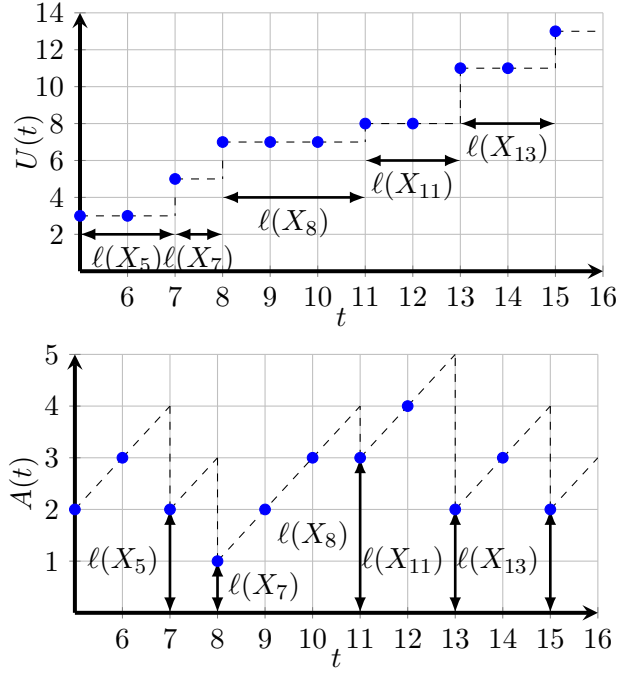 14
12
10
8
6
4
2
U(t)
ℓ(X₅) ℓ(X₇)
ℓ(X₈)
ℓ(X₁₁)
ℓ(X₁₃)
6 7 8 9 10 11 12 13 14 15 16
t
5
4
3
2
1
A(t)
ℓ(X₅)
ℓ(X₇)
ℓ(X₈)
ℓ(X₁₁)
ℓ(X₁₃)
6 7 8 9 10 11 12 13 14 15 16
t